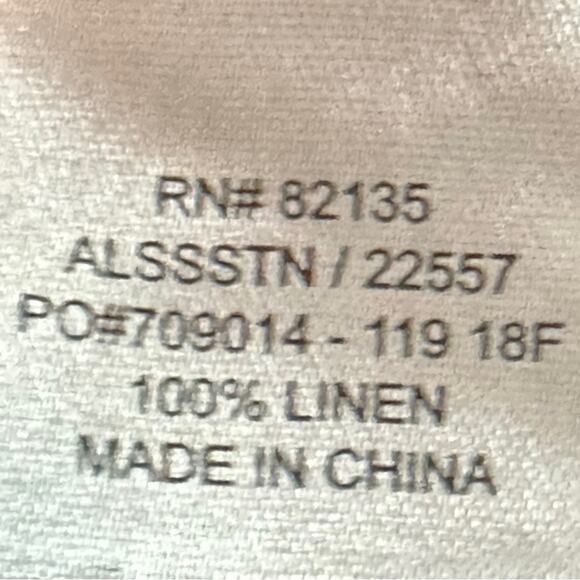 RN# 82135
ALSSSTN / 22557
PO#709014 - 119 18F
100% LINEN
MADE IN CHINA